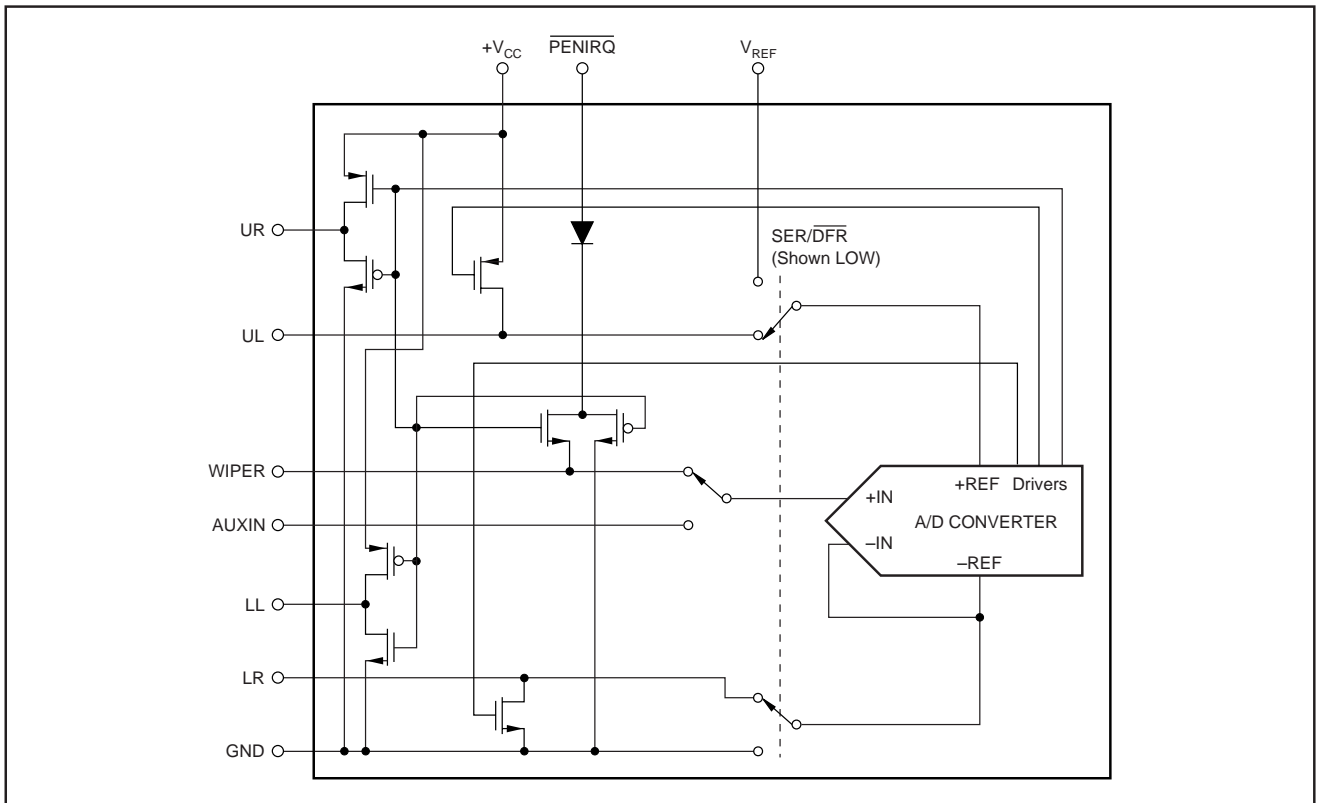 +VCC
PENIRQ
VREF
UR
SER/DFR
(Shown LOW)
UL
WIPER
+REF Drivers
+IN
AUXIN
A/D CONVERTER
–IN
–REF
LL
LR
GND